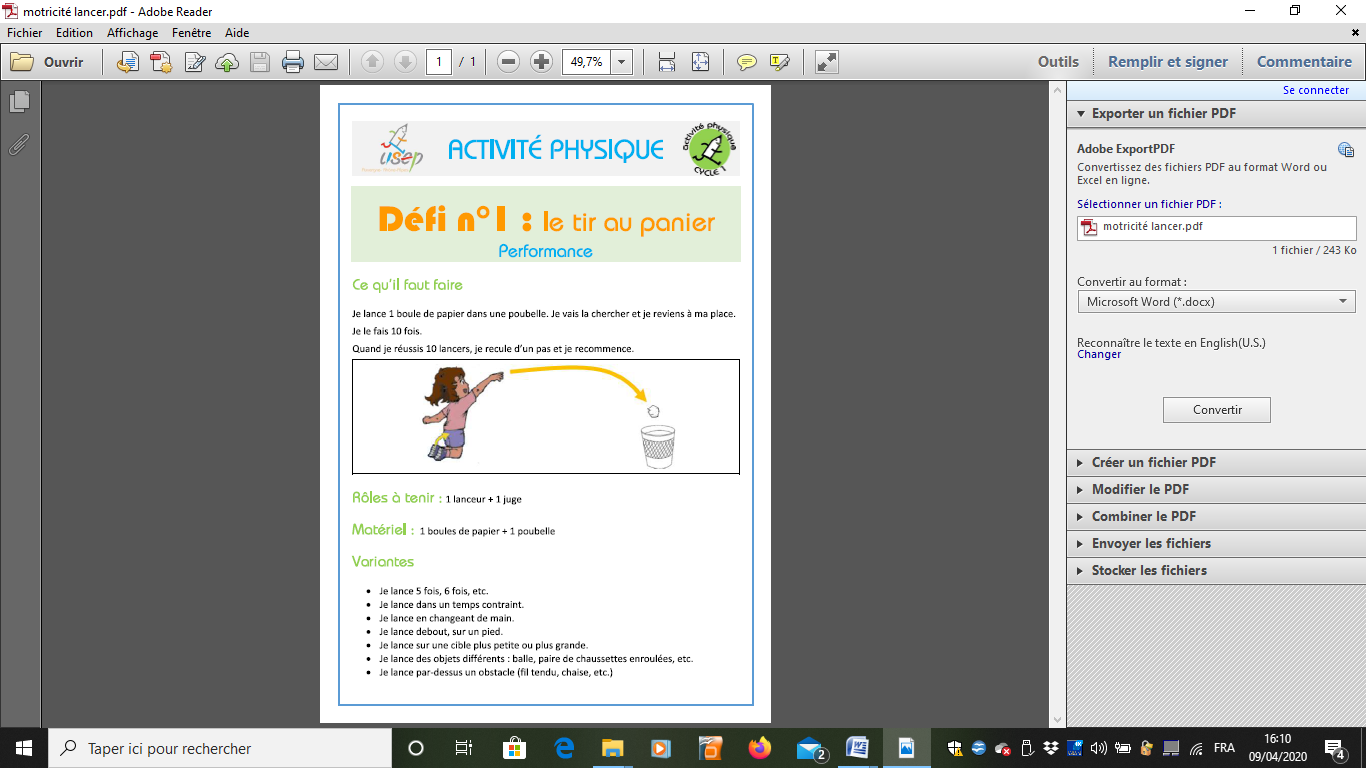 motricité lancer.pdf - Adobe Reader
Fichier Edition Affichage Fenêtre Aide
Ouvrir 1 / 1 49,7% Outils Remplir et signer Commentaire
Se connecter
Exporter un fichier PDF
Adobe ExportPDF
Convertissez des fichiers PDF au format Word ou
Excel en ligne.
Sélectionner un fichier PDF :
motricité lancer.pdf
1 fichier / 243 Ko
Convertir au format :
Microsoft Word (*.docx)
Reconnaître le texte en English(U.S.)
Changer
Convertir
Créer un fichier PDF
Modifier le PDF
Combiner le PDF
Envoyer les fichiers
Stocker les fichiers
usep
ACTIVITÉ PHYSIQUE
activité physique
CYCLE 1
Défi n°1 : le tir au panier
Performance
Ce qu'il faut faire
Je lance 1 boule de papier dans une poubelle. Je vais la chercher et je reviens à ma place.
Je le fais 10 fois.
Quand je réussis 10 lancers, je recule d'un pas et je recommence.
Rôles à tenir : 1 lanceur + 1 juge
Matériel : 1 boules de papier + 1 poubelle
Variantes
• Je lance 5 fois, 6 fois, etc.
• Je lance dans un temps contraint.
• Je lance en changeant de main.
• Je lance debout, sur un pied.
• Je lance sur une cible plus petite ou plus grande.
• Je lance des objets différents : balle, paire de chaussettes enroulées, etc.
• Je lance par-dessus un obstacle (fil tendu, chaise, etc.)
Taper ici pour rechercher
2
FRA
16:10
09/04/2020
4